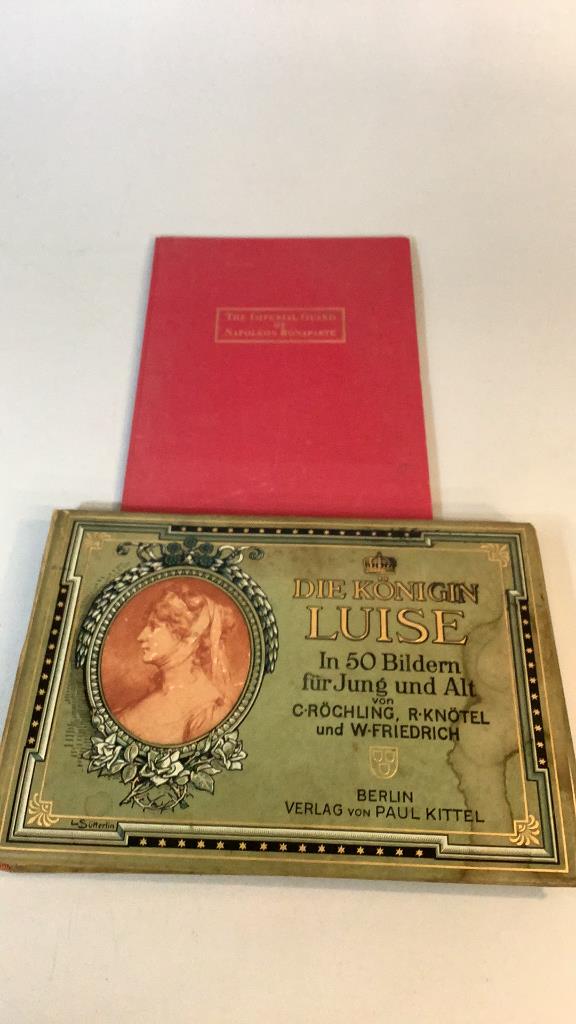 THE IMPERIAL GUARD
OF
NAPOLEON BONAPARTE
DIE KÖNIGIN
LUISE
In 50 Bildern
für Jung und Alt
von
C·RÖCHLING, R·KNÖTEL
und W·FRIEDRICH
BERLIN
VERLAG VON PAUL KITTEL
L. Sütterlin